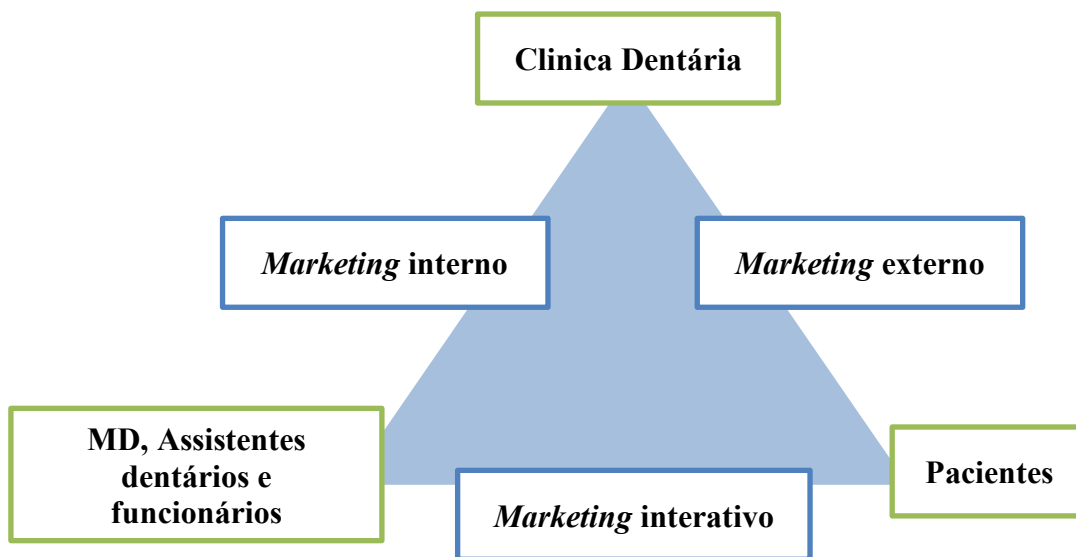 Clinica Dentária
Marketing interno
Marketing externo
MD, Assistentes
dentários e
funcionários
Pacientes
Marketing interativo